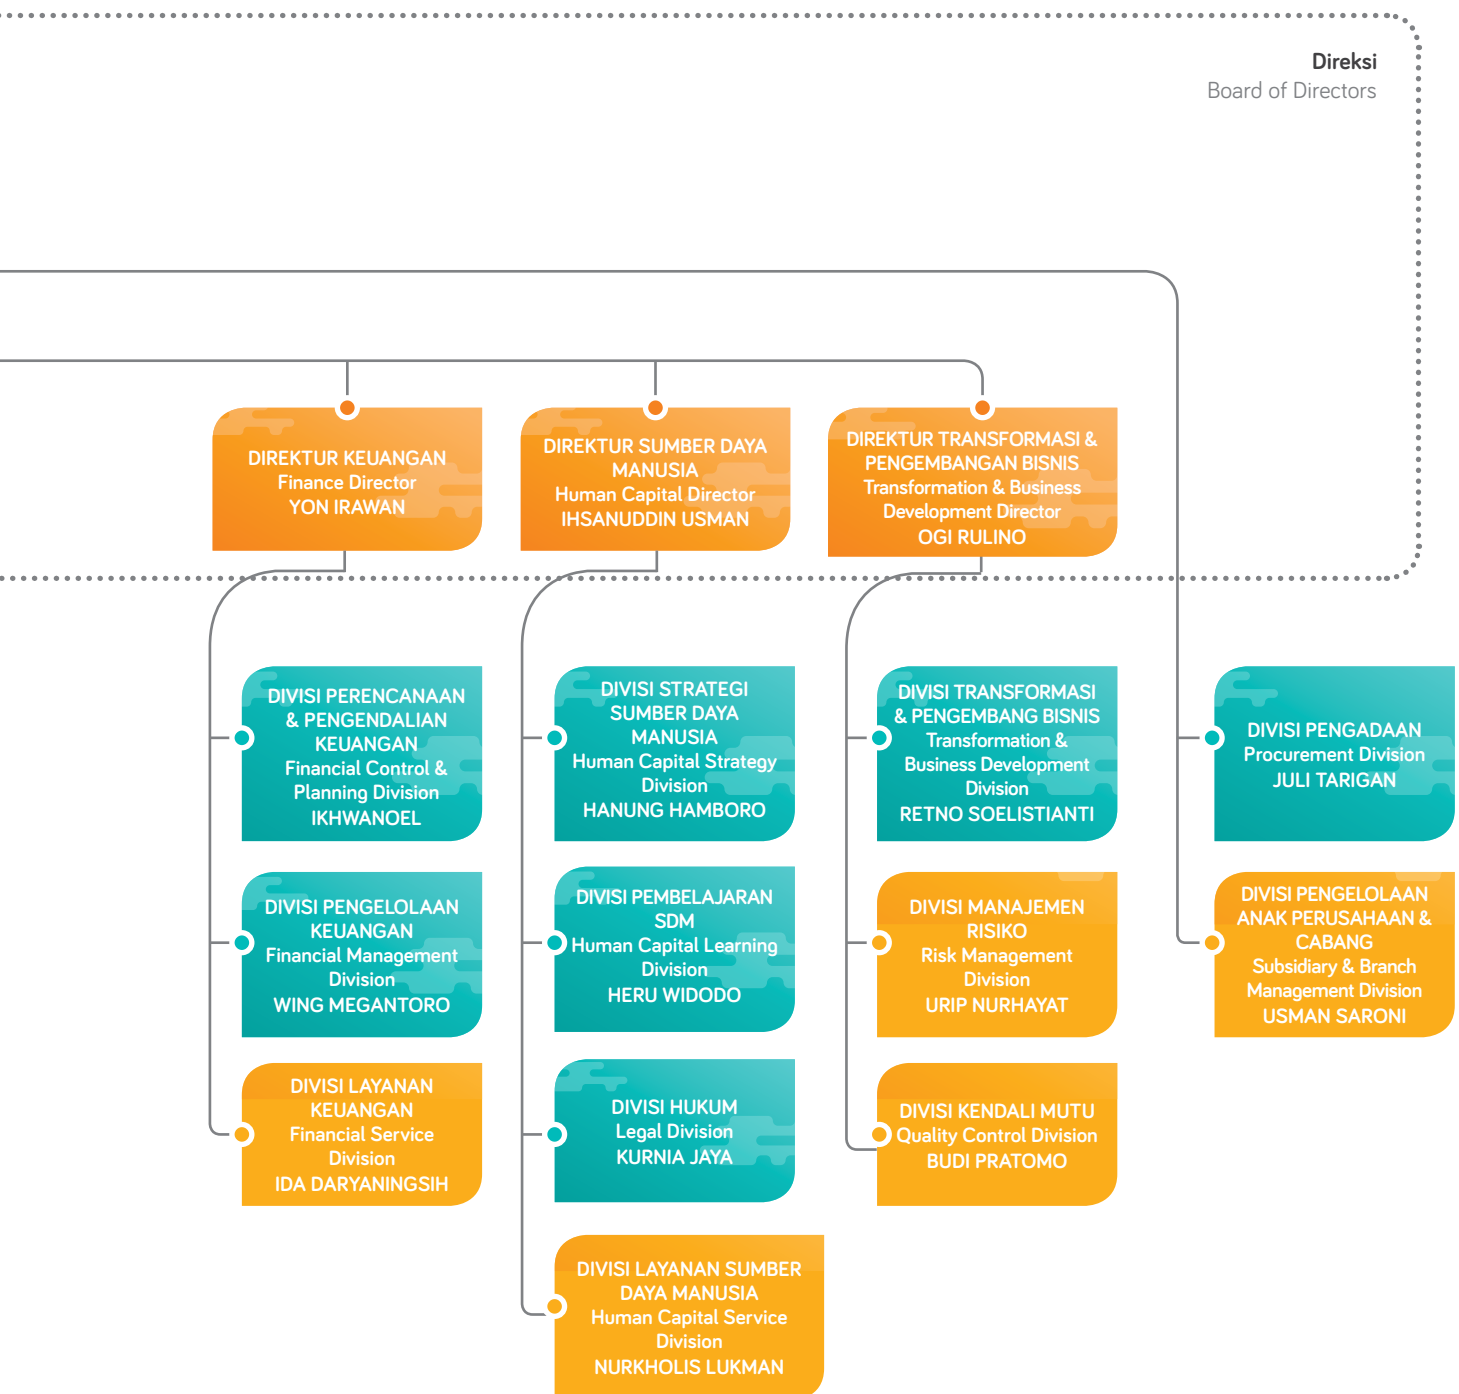 Direksi
Board of Directors
DIREKTUR KEUANGAN
Finance Director
YON IRAWAN
DIREKTUR SUMBER DAYA
MANUSIA
Human Capital Director
IHSANUDDIN USMAN
DIREKTUR TRANSFORMASI &
PENGEMBANGAN BISNIS
Transformation & Business
Development Director
OGI RULINO
DIVISI PERENCANAAN
& PENGENDALIAN
KEUANGAN
Financial Control &
Planning Division
IKHWANOEL
DIVISI PENGELOLAAN
KEUANGAN
Financial Management
Division
WING MEGANTORO
DIVISI LAYANAN
KEUANGAN
Financial Service
Division
IDA DARYANINGSIH
DIVISI STRATEGI
SUMBER DAYA
MANUSIA
Human Capital Strategy
Division
HANUNG HAMBORO
DIVISI PEMBELAJARAN
SDM
Human Capital Learning
Division
HERU WIDODO
DIVISI HUKUM
Legal Division
KURNIA JAYA
DIVISI LAYANAN SUMBER
DAYA MANUSIA
Human Capital Service
Division
NURKHOLIS LUKMAN
DIVISI TRANSFORMASI
& PENGEMBANG BISNIS
Transformation &
Business Development
Division
RETNO SOELISTIANTI
DIVISI MANAJEMEN
RISIKO
Risk Management
Division
URIP NURHAYAT
DIVISI KENDALI MUTU
Quality Control Division
BUDI PRATOMO
DIVISI PENGADAAN
Procurement Division
JULI TARIGAN
DIVISI PENGELOLAAN
ANAK PERUSAHAAN &
CABANG
Subsidiary & Branch
Management Division
USMAN SARONI